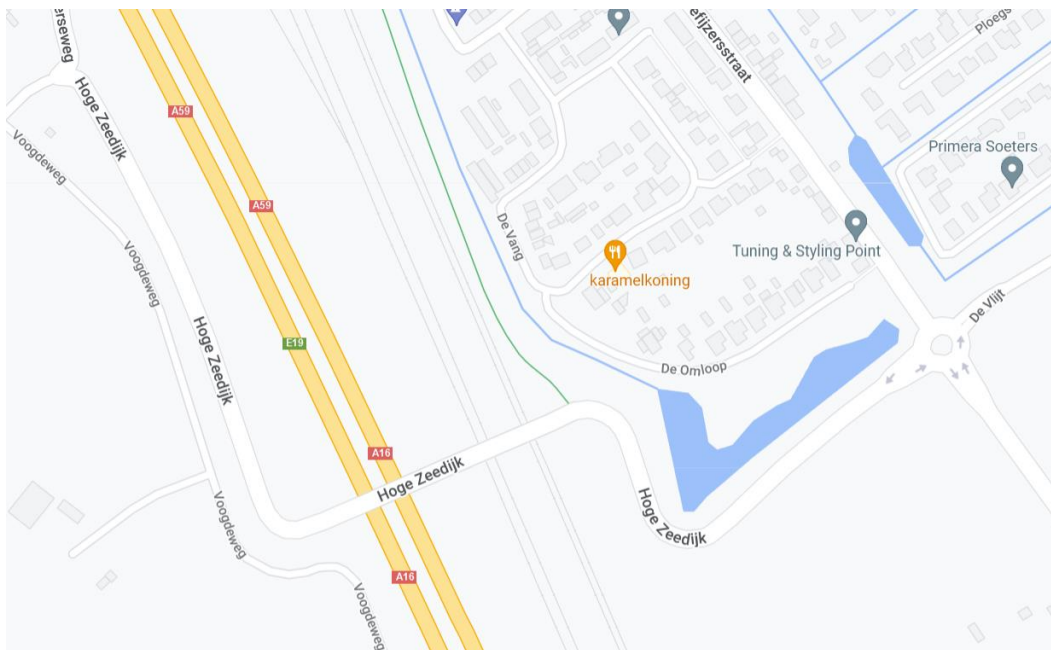 Hoge Zeedijk
A59
Voogdeweg
Ploegs
Primera Soeters
A59
De Vang
Tuning & Styling Point
Voogdeweg
karamelkoning
De Vlijt
E19
Hoge Zeedijk
De Omloop
A16
Hoge Zeedijk
Hoge Zeedijk
Voogdeweg
A16
Voogdeweg